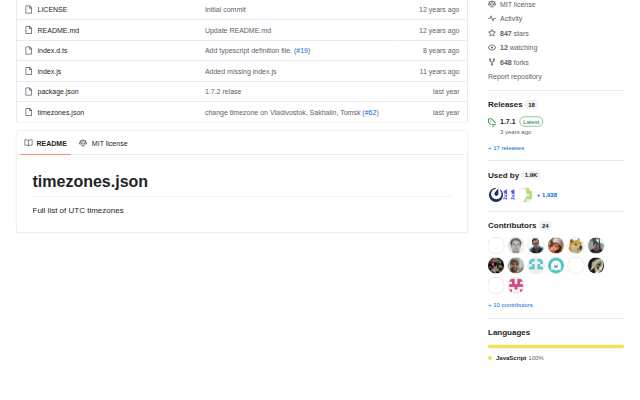 LICENSE Initial commit 12 years ago
README.md Update README.md 12 years ago
index.d.ts Add typescript definition file. (#19) 8 years ago
index.js Added missing index.js 11 years ago
package.json 1.7.2 relase last year
timezones.json change timezone on Vladivostok, Sakhalin, Tomsk (#62) last year
README MIT license
timezones.json
Full list of UTC timezones
MIT license
Activity
847 stars
12 watching
648 forks
Report repository
Releases 18
1.7.1 Latest
3 years ago
+ 17 releases
Used by 1.9K
+ 1,938
Contributors 24
+ 10 contributors
Languages
JavaScript 100%